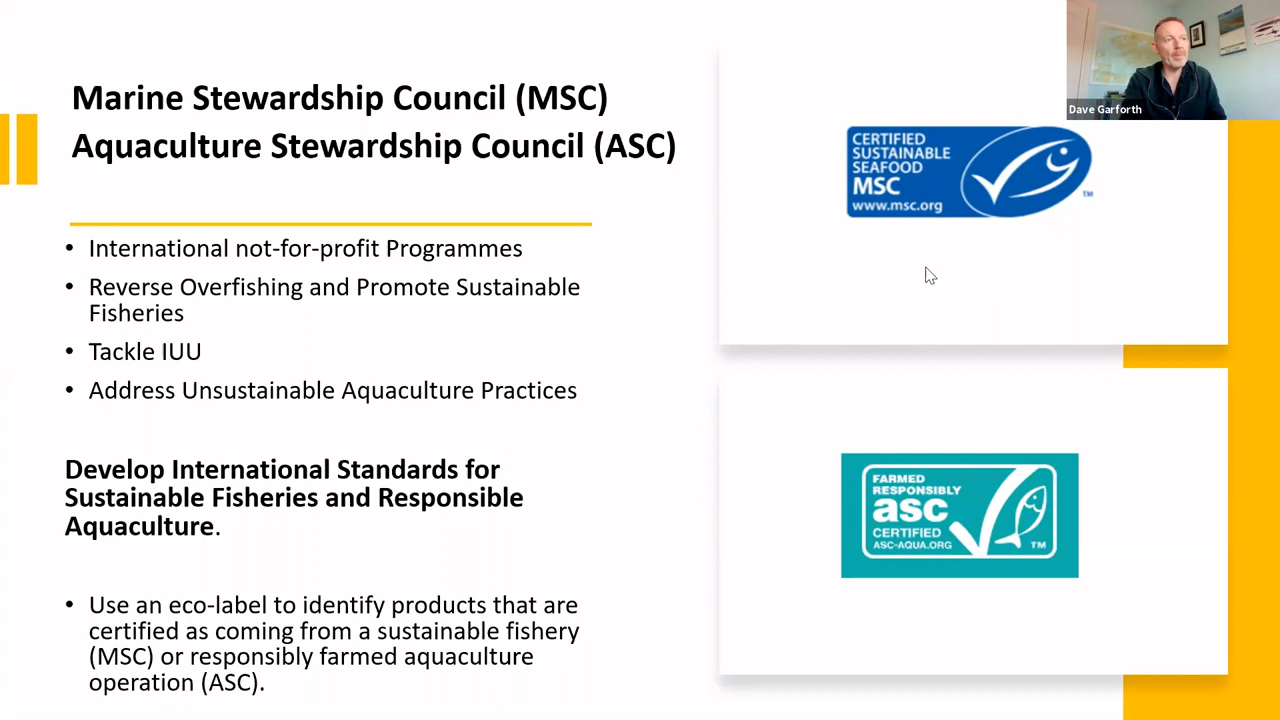 Marine Stewardship Council (MSC)
Aquaculture Stewardship Council (ASC)
• International not-for-profit Programmes
• Reverse Overfishing and Promote Sustainable
Fisheries
• Tackle IUU
• Address Unsustainable Aquaculture Practices
Develop International Standards for
Sustainable Fisheries and Responsible
Aquaculture.
• Use an eco-label to identify products that are
certified as coming from a sustainable fishery
(MSC) or responsibly farmed aquaculture
operation (ASC).
Dave Garforth
CERTIFIED
SUSTAINABLE
SEAFOOD
MSC
www.msc.org
TM
FARMED
RESPONSIBLY
asc
CERTIFIED
ASC-AQUA.ORG
TM